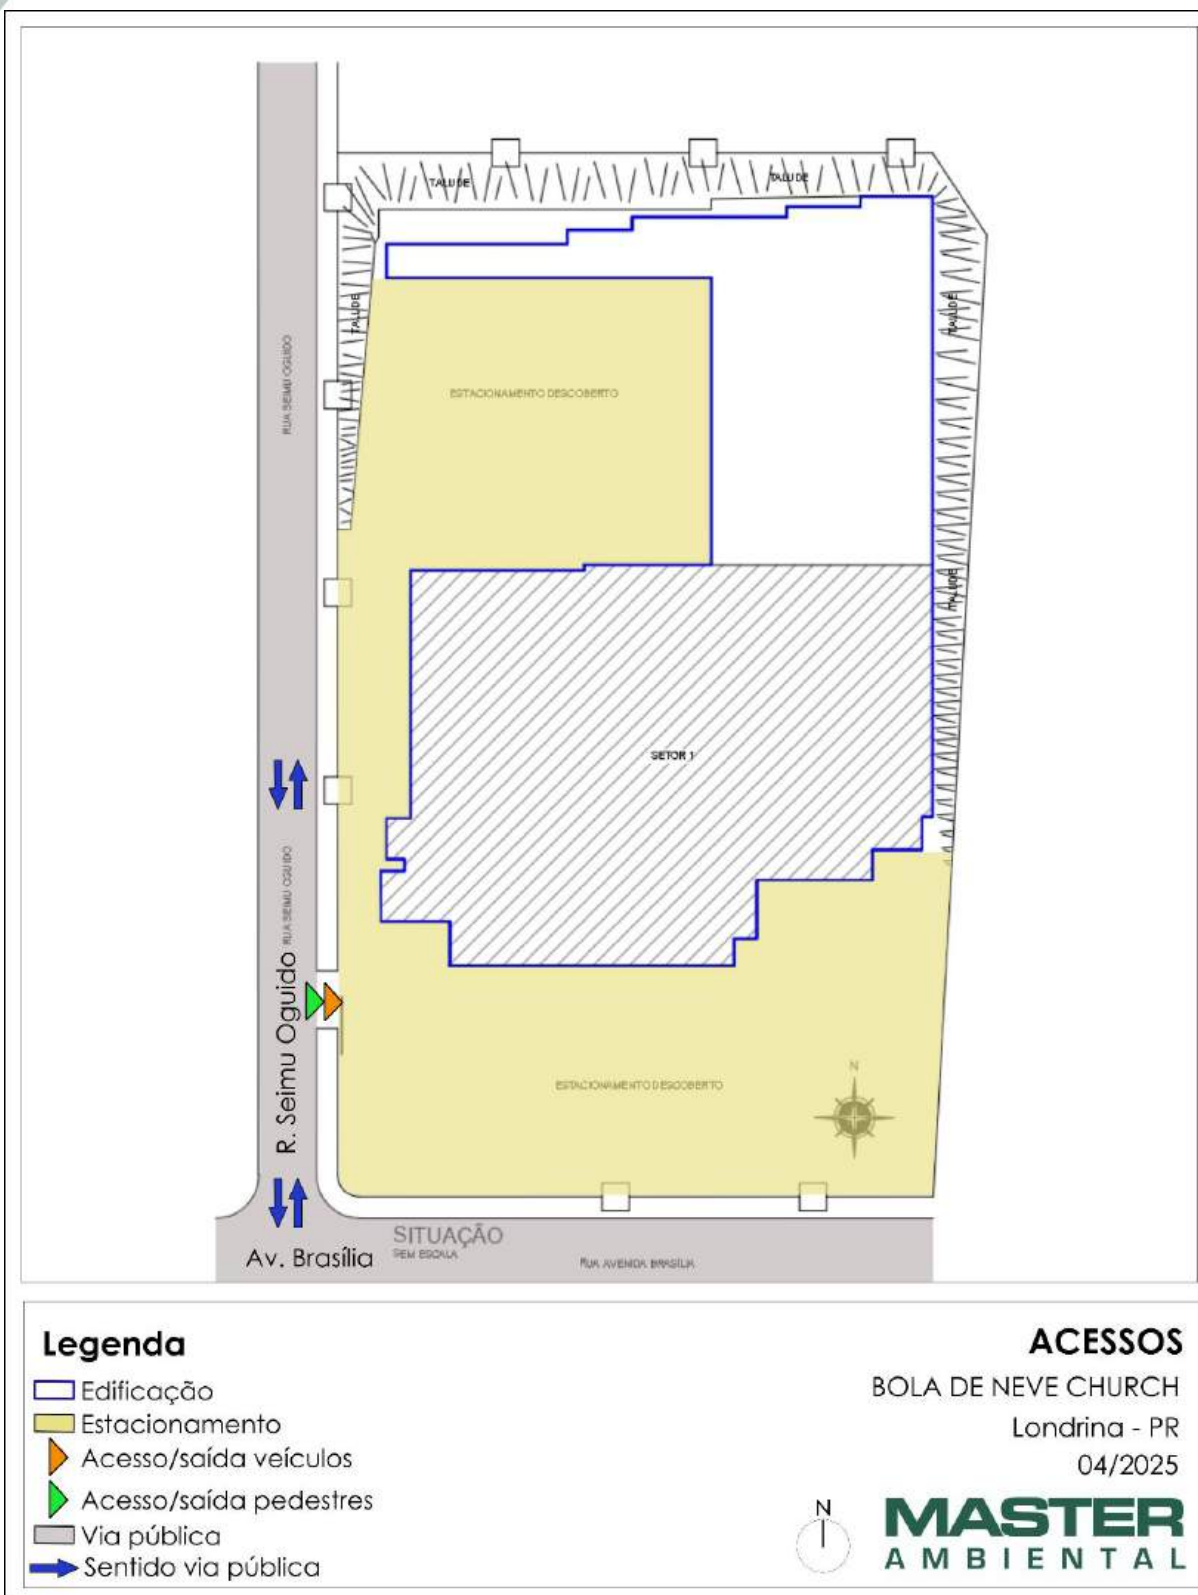 TALUDE
TALUDE
TALUDE
TALUDE
RUA SEIMU OGUIDO
ESTACIONAMENTO DESCOBERTO
TALUDE
SETOR 1
RUA SEIMU OGUIDO
R. Seimu Oguido
ESTACIONAMENTO DESCOBERTO
N
SITUAÇÃO
SEM ESCALA
Av. Brasília
RUA AVENIDA BRASÍLIA
Legenda
Edificação
Estacionamento
Acesso/saída veículos
Acesso/saída pedestres
Via pública
Sentido via pública
ACESSOS
BOLA DE NEVE CHURCH
Londrina - PR
04/2025
N
MASTER
AMBIENTAL